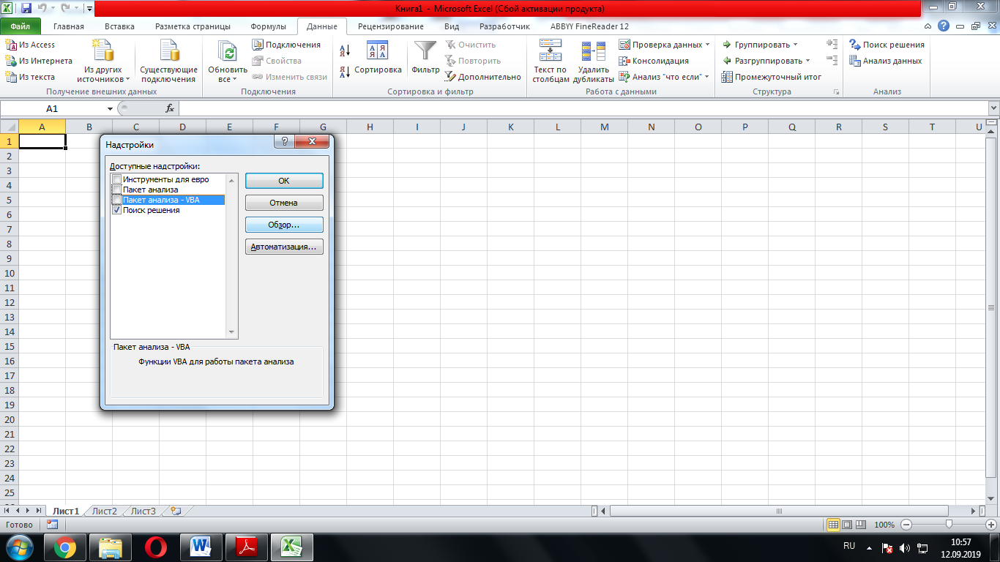 Книга1 - Microsoft Excel (Сбой активации продукта)
Файл Главная Вставка Разметка страницы Формулы Данные Рецензирование Вид Разработчик ABBYY FineReader 12
Из Access
Из Интернета
Из текста
Из других источников
Существующие подключения
Получение внешних данных
Обновить все
Подключения
Свойства
Изменить связи
Подключения
Сортировка
Фильтр
Очистить
Повторить
Дополнительно
Сортировка и фильтр
Текст по столбцам
Удалить дубликаты
Проверка данных
Консолидация
Анализ "что если"
Работа с данными
Группировать
Разгруппировать
Промежуточный итог
Структура
Поиск решения
Анализ данных
Анализ
A1 fx
A B C D E F G H I J K L M N O P Q R S T U
1
2
3
4
5
6
7
8
9
10
11
12
13
14
15
16
17
18
19
20
21
22
23
24
25
Надстройки
Доступные надстройки:
Инструменты для евро
Пакет анализа
Пакет анализа - VBA
Поиск решения
ОК
Отмена
Обзор...
Автоматизация...
Пакет анализа - VBA
Функции VBA для работы пакета анализа
Лист1 Лист2 Лист3
Готово 100%
RU 10:57
12.09.2019